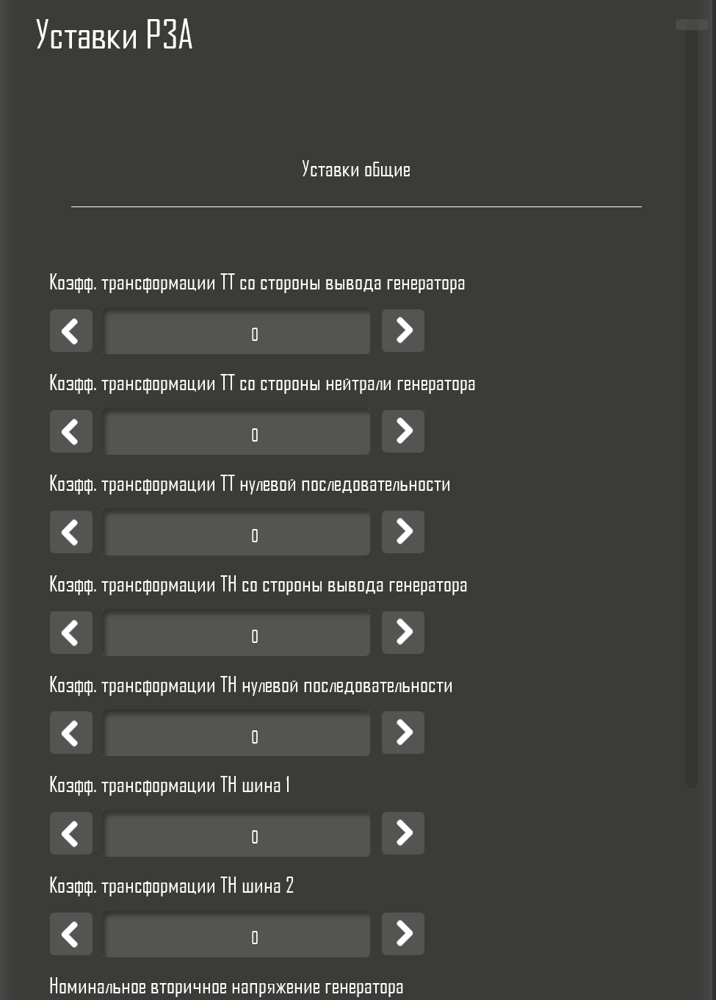 Уставки РЗА
Уставки общие
Коэфф. трансформации ТТ со стороны вывода генератора
0
Коэфф. трансформации ТТ со стороны нейтрали генератора
0
Коэфф. трансформации ТТ нулевой последовательности
0
Коэфф. трансформации ТН со стороны вывода генератора
0
Коэфф. трансформации ТН нулевой последовательности
0
Коэфф. трансформации ТН шина 1
0
Коэфф. трансформации ТН шина 2
0
Номинальное вторичное напряжение генератора